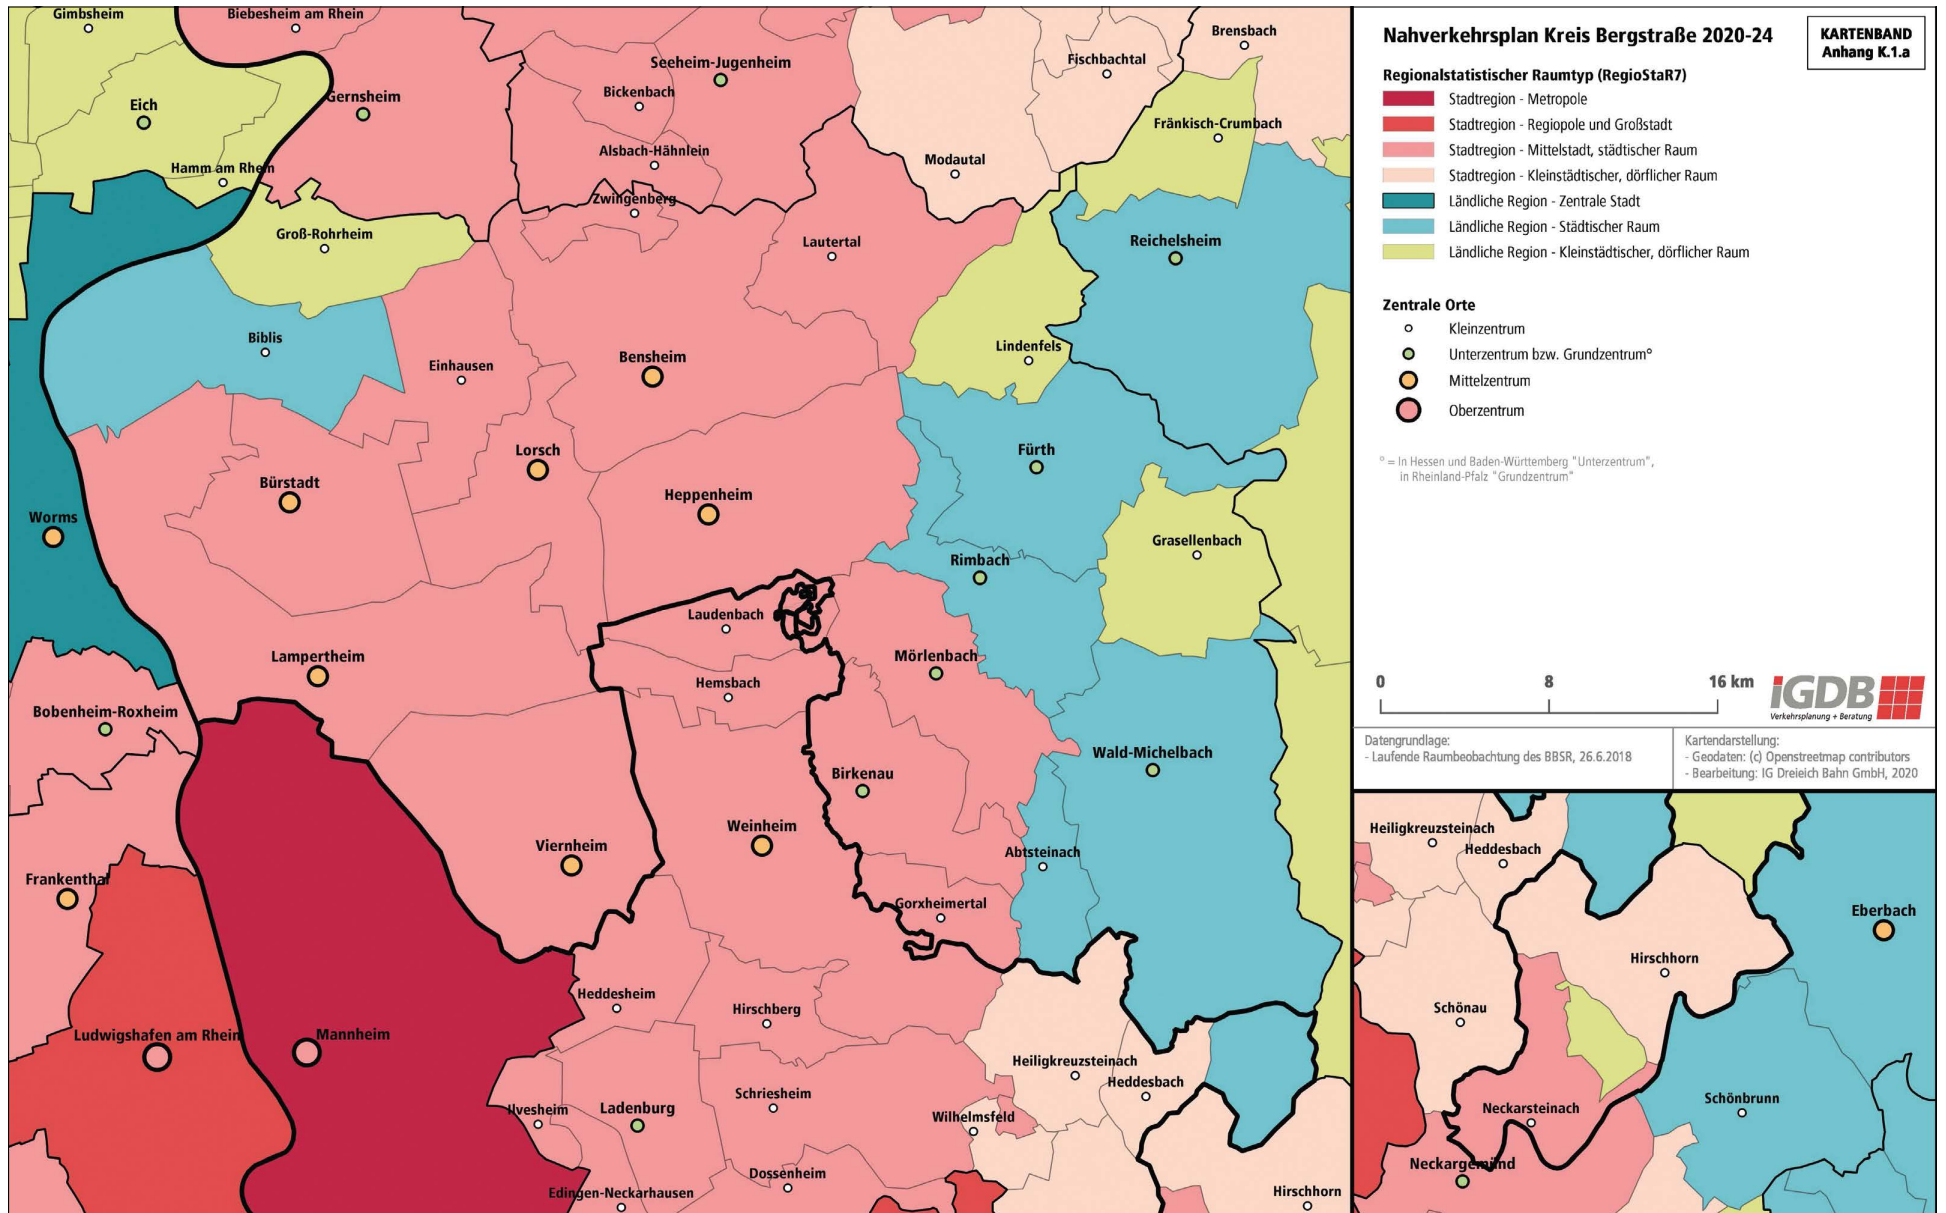 Gimbsheim
Biebesheim am Rhein
Eich
Gernsheim
Hamm am Rhein
Groß-Rohrheim
Seeheim-Jugenheim
Bickenbach
Alsbach-Hähnlein
Zwingenberg
Lautertal
Modautal
Fischbachtal
Brensbach
Fränkisch-Crumbach
Reichelsheim
Biblis
Einhausen
Bensheim
Lindenfels
Lorsch
Bürstadt
Heppenheim
Fürth
Worms
Rimbach
Grasellenbach
Laudenbach
Lampertheim
Mörlenbach
Hemsbach
Bobenheim-Roxheim
Wald-Michelbach
Birkenau
Weinheim
Viernheim
Abtsteinach
Frankenthal
Gorxheimertal
Heddesheim
Hirschberg
Ludwigshafen am Rhein
Mannheim
Heiligkreuzsteinach
Heddesbach
Schriesheim
Ilvesheim
Ladenburg
Wilhelmsfeld
Dossenheim
Edingen-Neckarhausen
Hirschhorn
Nahverkehrsplan Kreis Bergstraße 2020-24
KARTENBAND
Anhang K.1.a
Regionalstatistischer Raumtyp (RegioStaR7)
Stadtregion - Metropole
Stadtregion - Regiopole und Großstadt
Stadtregion - Mittelstadt, städtischer Raum
Stadtregion - Kleinstädtischer, dörflicher Raum
Ländliche Region - Zentrale Stadt
Ländliche Region - Städtischer Raum
Ländliche Region - Kleinstädtischer, dörflicher Raum
Zentrale Orte
Kleinzentrum
Unterzentrum bzw. Grundzentrum°
Mittelzentrum
Oberzentrum
° = In Hessen und Baden-Württemberg "Unterzentrum",
in Rheinland-Pfalz "Grundzentrum"
0 8 16 km
iGDB
Verkehrsplanung + Beratung
Datengrundlage:
- Laufende Raumbeobachtung des BBSR, 26.6.2018
Kartendarstellung:
- Geodaten: (c) Openstreetmap contributors
- Bearbeitung: IG Dreieich Bahn GmbH, 2020
Heiligkreuzsteinach
Heddesbach
Eberbach
Hirschhorn
Schönau
Schönbrunn
Neckarsteinach
Neckargemünd